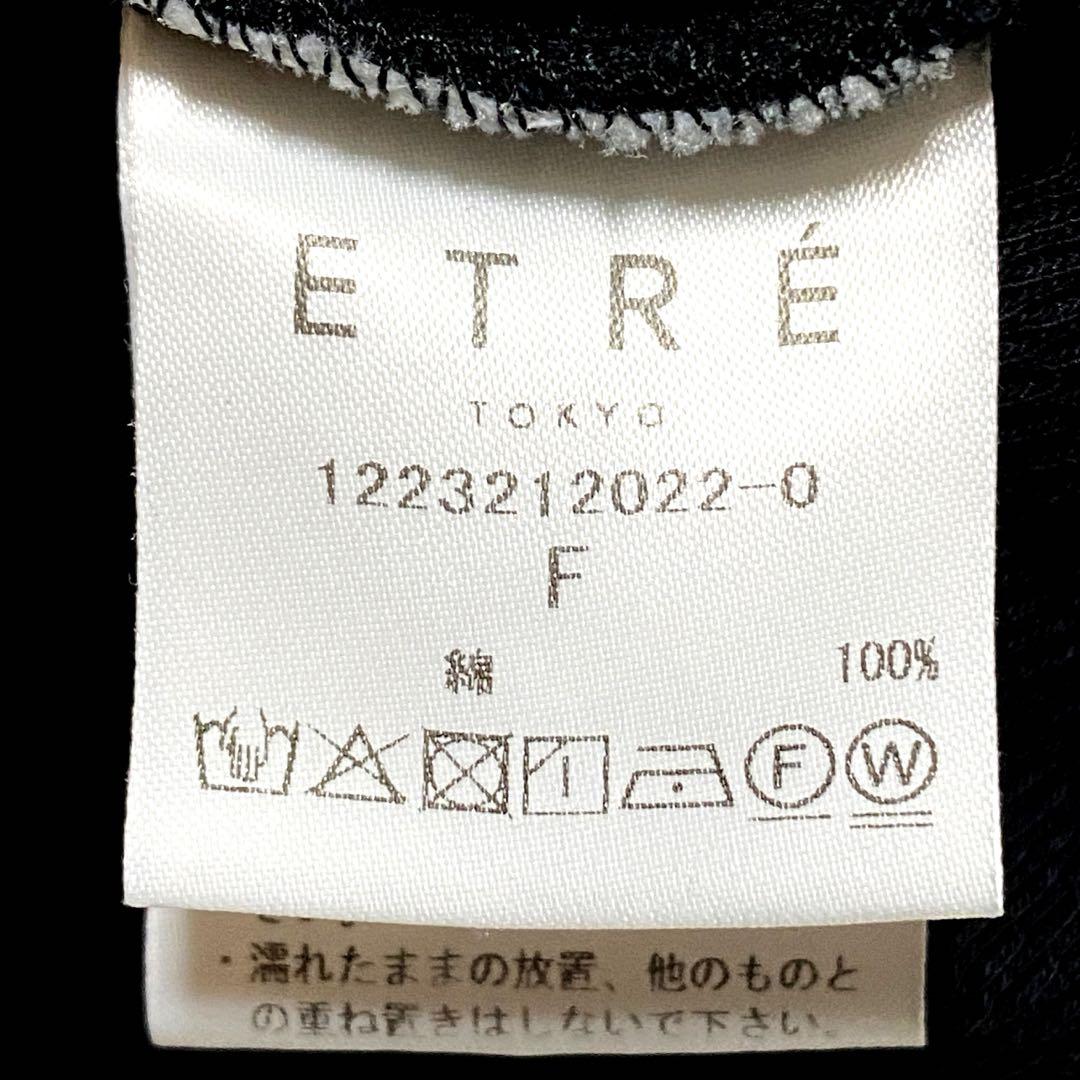 ETRÉ
TOKYO
1223212022-0
F
綿 100%
F W
・濡れたままの放置、他のものと
の重ね置きはしないで下さい。